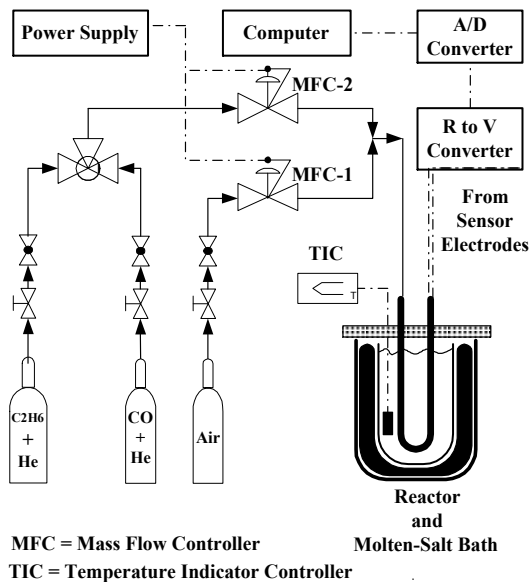 Power Supply
Computer
A/D
Converter
MFC-2
R to V
Converter
MFC-1
From
Sensor
Electrodes
TIC
T
C2H6
+
He
CO
+
He
Air
Reactor
and
Molten-Salt Bath
MFC = Mass Flow Controller
TIC = Temperature Indicator Controller